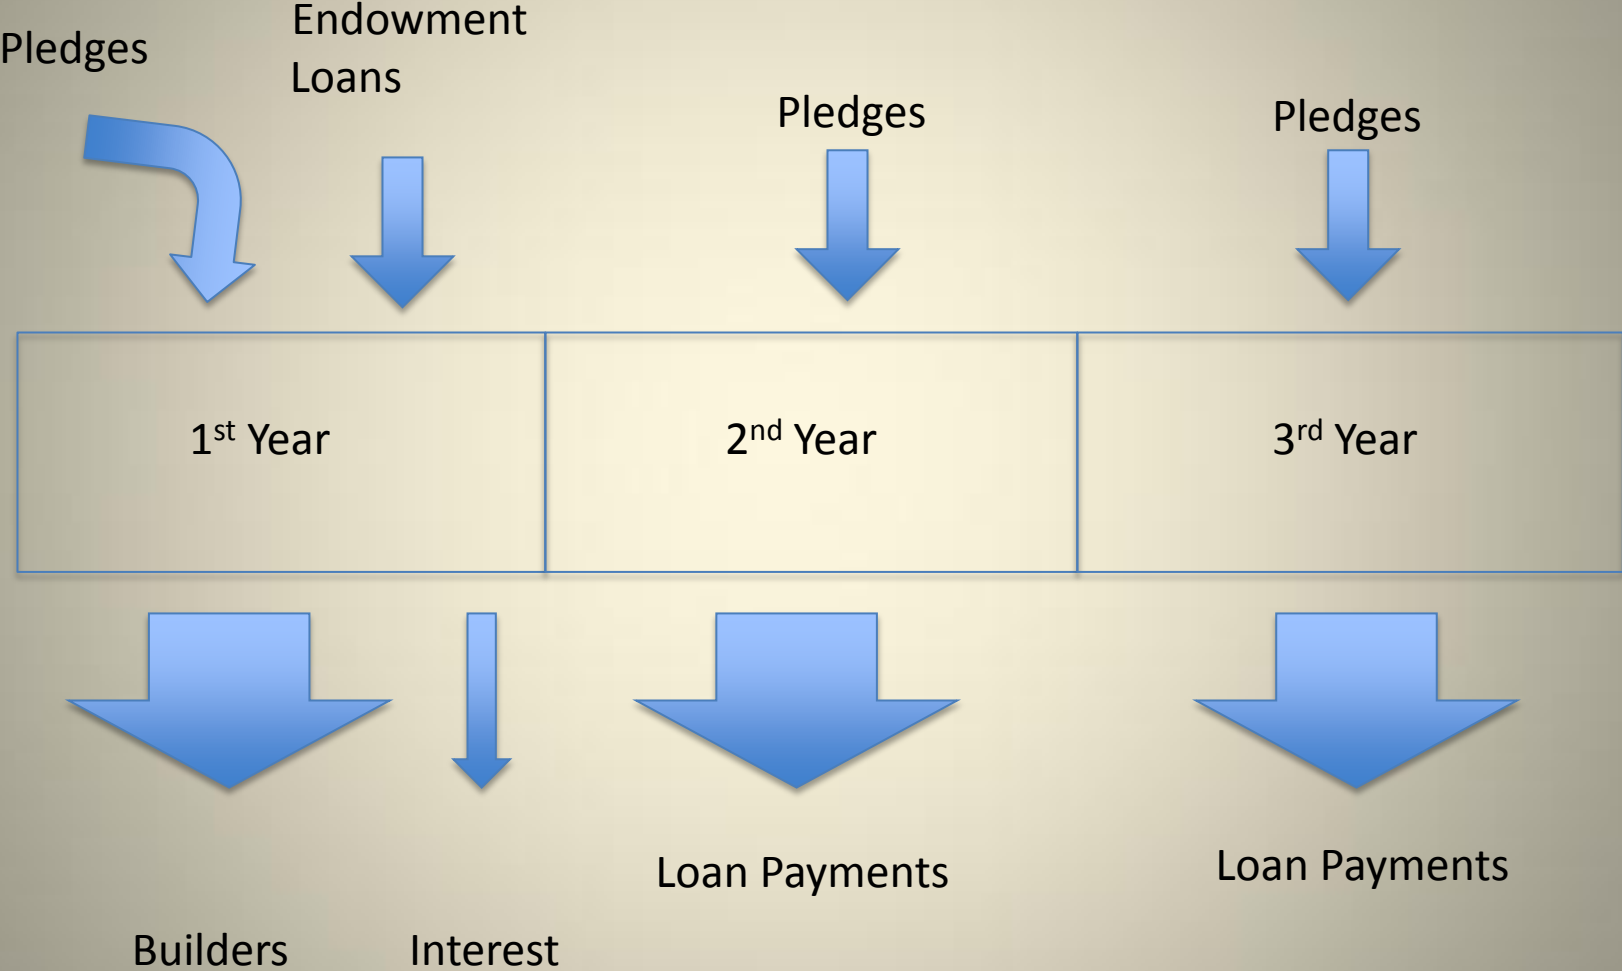 Pledges
Endowment
Loans
Pledges
Pledges
1st Year
2nd Year
3rd Year
Loan Payments
Loan Payments
Builders
Interest